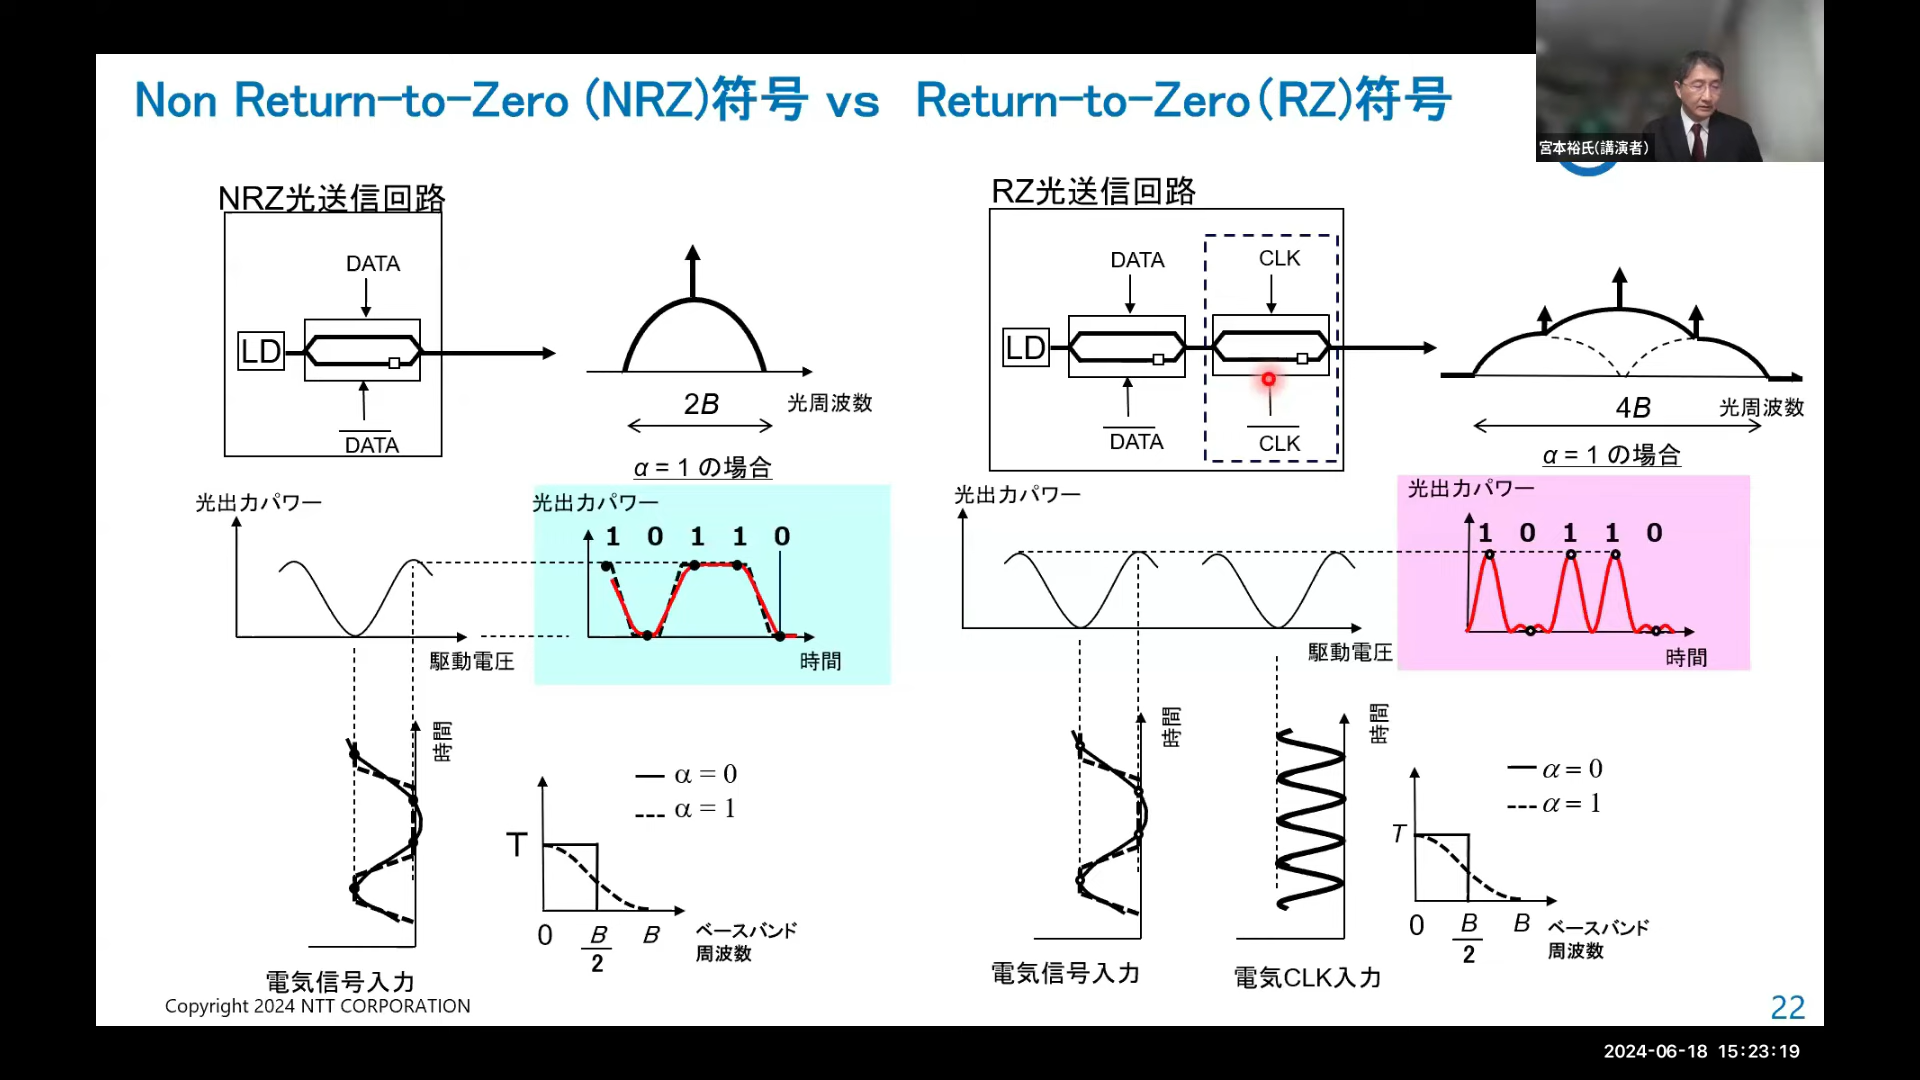 Non Return-to-Zero (NRZ)符号 vs Return-to-Zero(RZ)符号
宮本裕氏(講演者)
NRZ光送信回路
DATA
LD
DATA
2B
光周波数
α = 1 の場合
光出力パワー
駆動電圧
光出力パワー
1 0 1 1 0
時間
時間
電気信号入力
α = 0
α = 1
T
0
B
2
B
ベースバンド
周波数
RZ光送信回路
DATA
CLK
LD
DATA
CLK
4B
光周波数
α = 1 の場合
光出力パワー
駆動電圧
光出力パワー
1 0 1 1 0
時間
時間
時間
電気信号入力
電気CLK入力
α = 0
α = 1
T
0
B
2
B
ベースバンド
周波数
Copyright 2024 NTT CORPORATION
22
2024-06-18 15:23:19